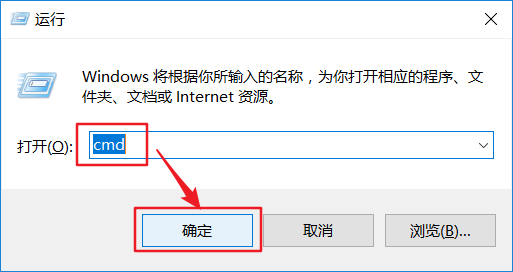 运行
Windows 将根据你所输入的名称，为你打开相应的程序、文
件夹、文档或 Internet 资源。
打开(O): cmd
确定 取消 浏览(B)...